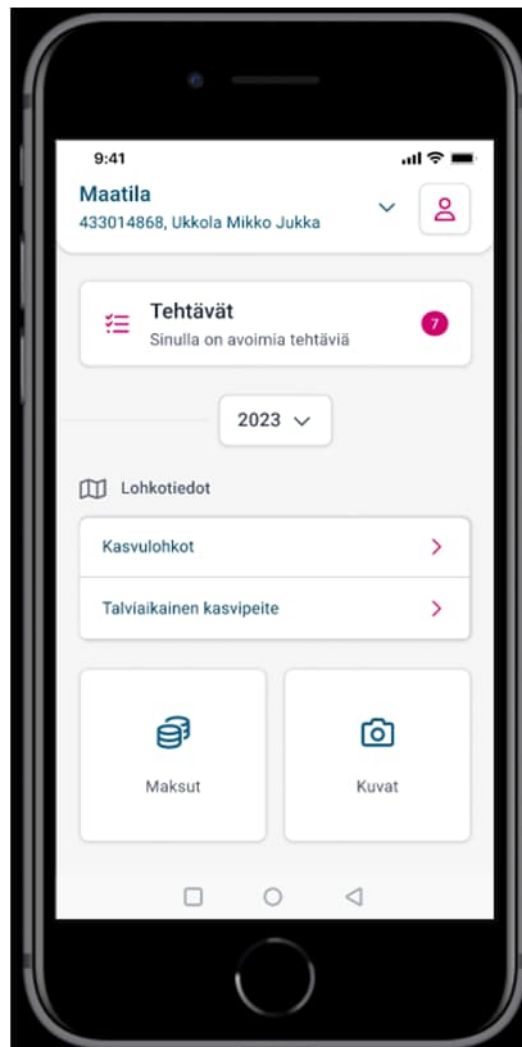 9:41
Maatila
433014868, Ukkola Mikko Jukka
Tehtävät
7
Sinulla on avoimia tehtäviä
2023
Lohkotiedot
Kasvulohkot
Talviaikainen kasvipeite
Maksut
Kuvat